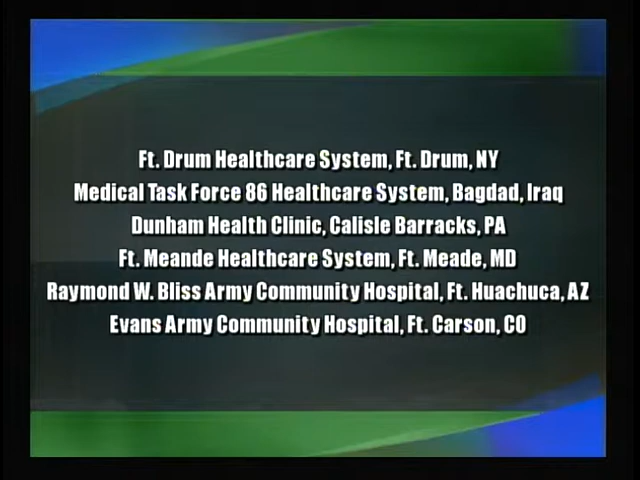 Ft. Drum Healthcare System, Ft. Drum, NY
Medical Task Force 86 Healthcare System, Bagdad, Iraq
Dunham Health Clinic, Calisle Barracks, PA
Ft. Meande Healthcare System, Ft. Meade, MD
Raymond W. Bliss Army Community Hospital, Ft. Huachuca, AZ
Evans Army Community Hospital, Ft. Carson, CO